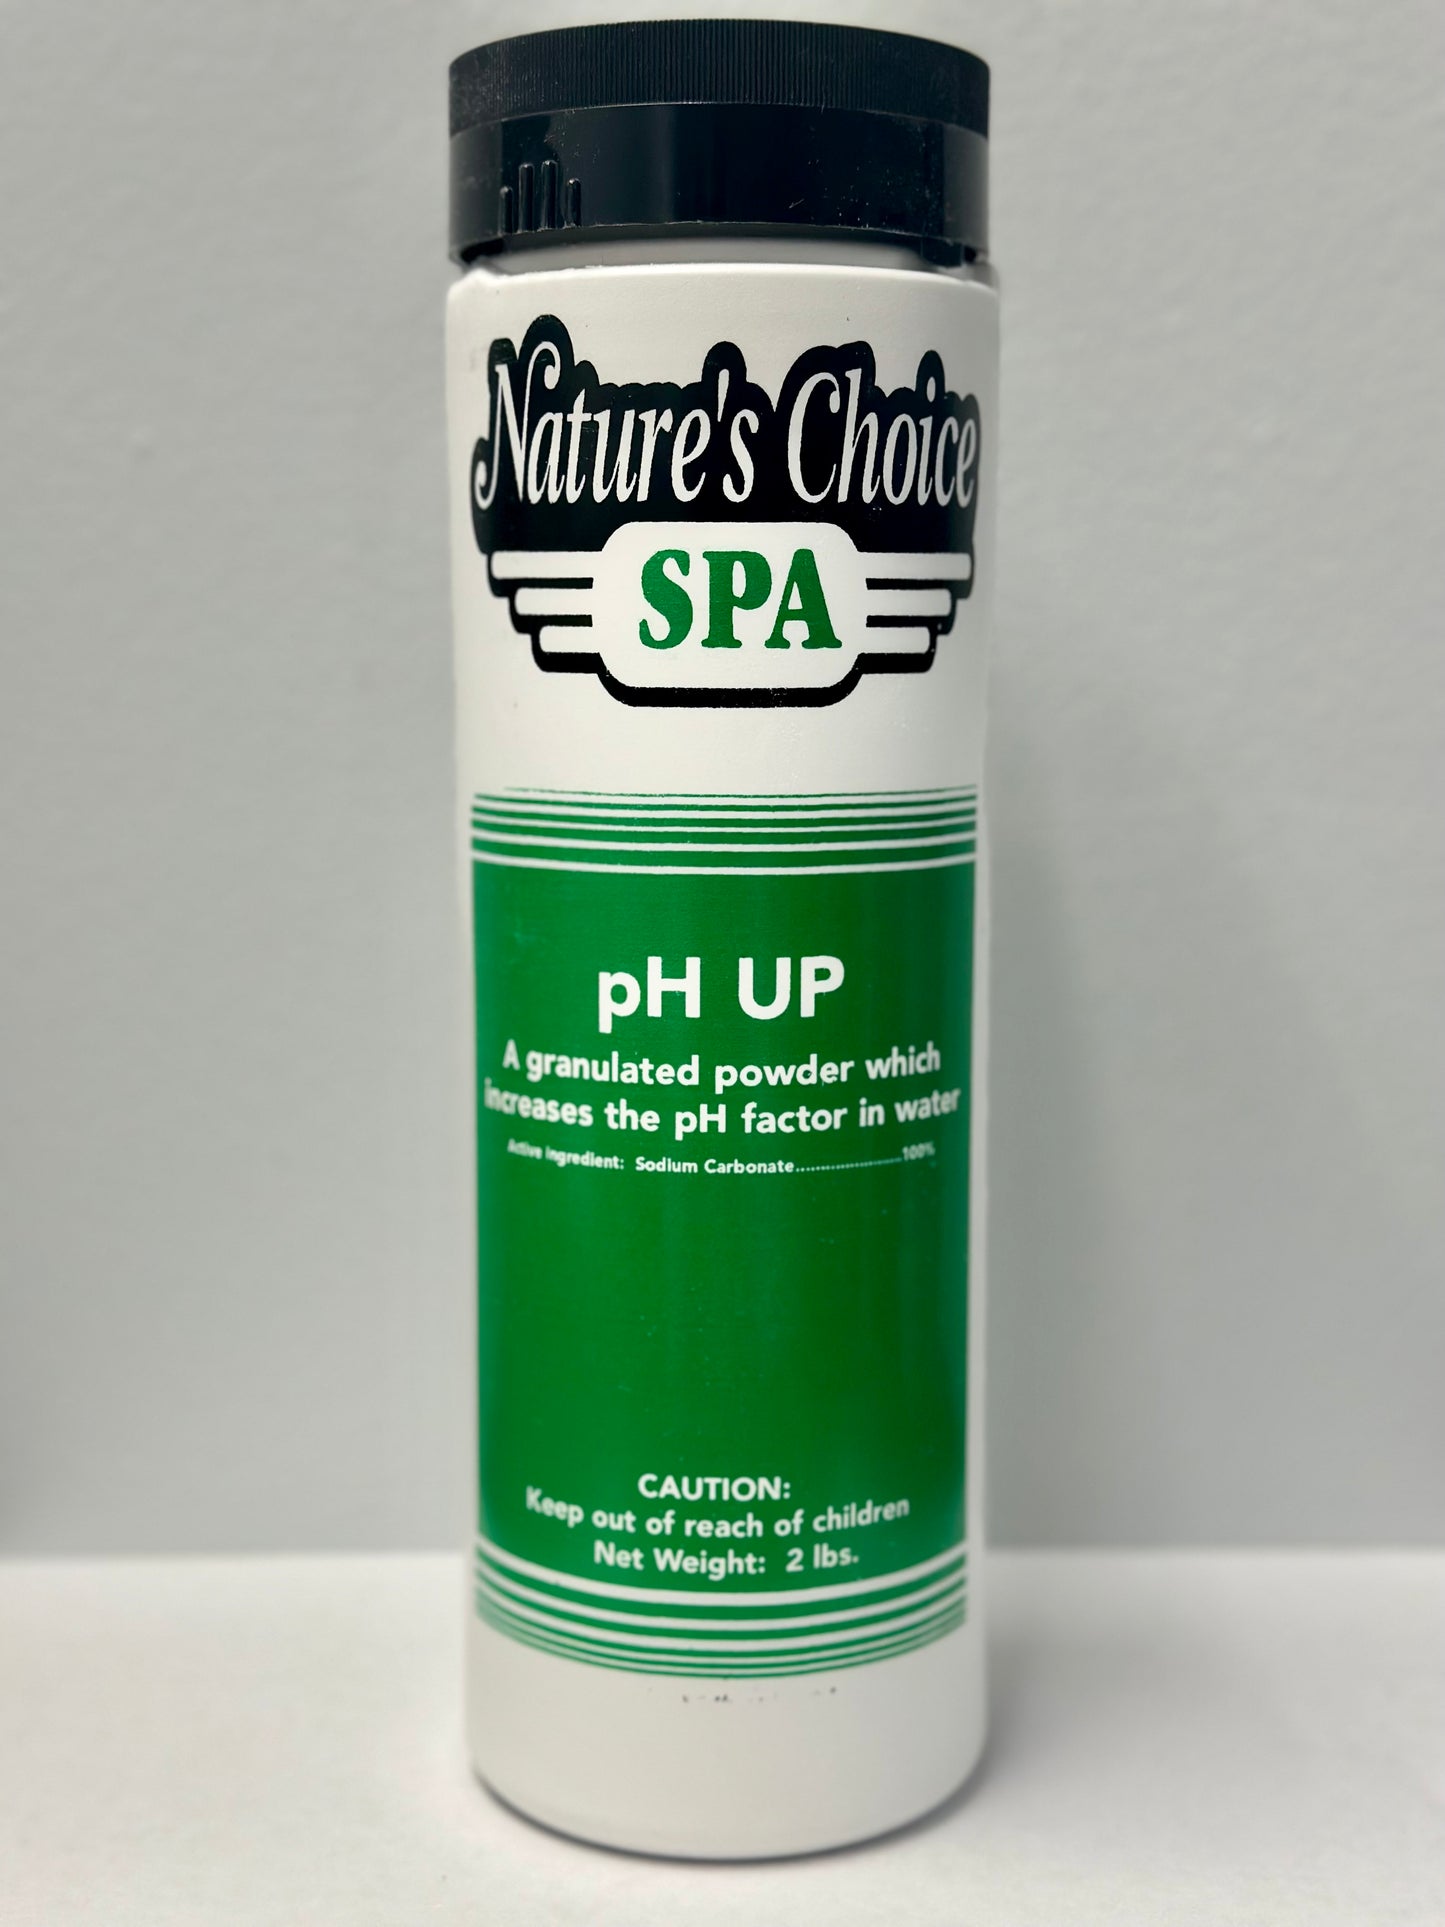 Nature's Choice
SPA
pH UP
A granulated powder which
increases the pH factor in water
Active Ingredient: Sodium Carbonate......................100%
CAUTION:
Keep out of reach of children
Net Weight: 2 lbs.